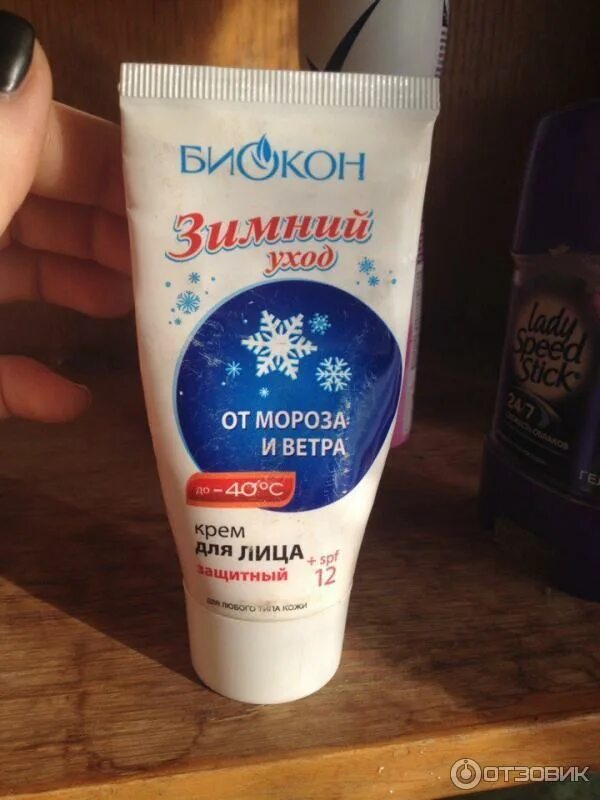 БИОКОН
Зимний
уход
ОТ МОРОЗА
И ВЕТРА
до -40°С
крем
для ЛИЦА
защитный
+ spf
12
ДЛЯ ЛЮБОГО ТИПА КОЖИ
lady
Speed
Stick
24/7
ГЕЛ
ОТЗОВИК